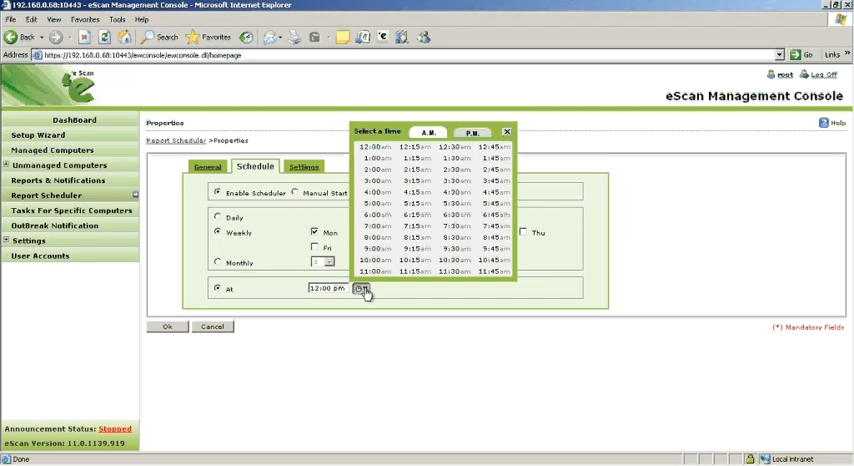 192.168.0.68:10443 - eScan Management Console - Microsoft Internet Explorer
File Edit View Favorites Tools Help
Back Search Favorites
Address https://192.168.0.68:10443/ewconsole/ewconsole.dll/homepage Go Links »
e Scan
root Log Off
eScan Management Console
DashBoard
Setup Wizard
Managed Computers
Unmanaged Computers
Reports & Notifications
Report Scheduler
Tasks For Specific Computers
OutBreak Notification
Settings
User Accounts
Announcement Status: Stopped
eScan Version: 11.0.1139.919
Properties
Help
Report Scheduler >Properties
General Schedule Settings
Enable Scheduler Manual Start
Daily
Weekly Mon Thu
Fri
Monthly
At 12:00 pm
Select a Time A.M. P.M.
12:00am 12:15am 12:30am 12:45am
1:00am 1:15am 1:30am 1:45am
2:00am 2:15am 2:30am 2:45am
3:00am 3:15am 3:30am 3:45am
4:00am 4:15am 4:30am 4:45am
5:00am 5:15am 5:30am 5:45am
6:00am 6:15am 6:30am 6:45am
7:00am 7:15am 7:30am 7:45am
8:00am 8:15am 8:30am 8:45am
9:00am 9:15am 9:30am 9:45am
10:00am 10:15am 10:30am 10:45am
11:00am 11:15am 11:30am 11:45am
Ok Cancel
(*) Mandatory Fields
Done Local intranet